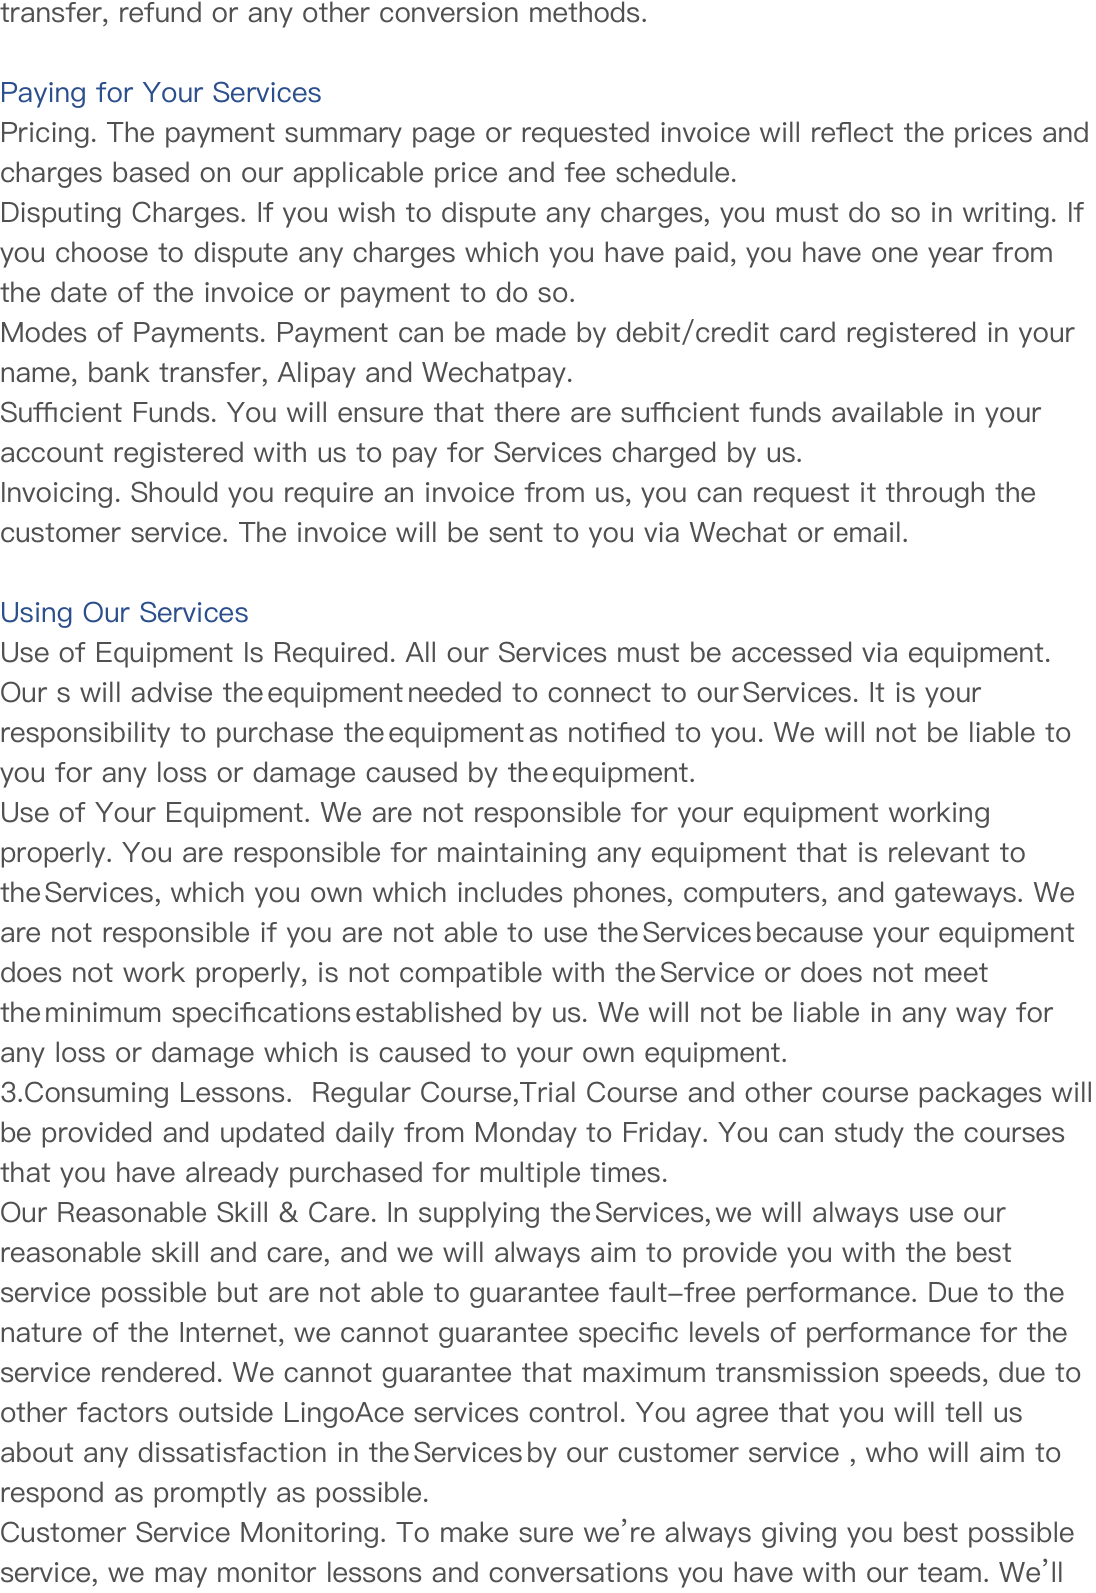 transfer, refund or any other conversion methods.
Paying for Your Services
Pricing. The payment summary page or requested invoice will reflect the prices and
charges based on our applicable price and fee schedule.
Disputing Charges. If you wish to dispute any charges, you must do so in writing. If
you choose to dispute any charges which you have paid, you have one year from
the date of the invoice or payment to do so.
Modes of Payments. Payment can be made by debit/credit card registered in your
name, bank transfer, Alipay and Wechatpay.
Sufficient Funds. You will ensure that there are sufficient funds available in your
account registered with us to pay for Services charged by us.
Invoicing. Should you require an invoice from us, you can request it through the
customer service. The invoice will be sent to you via Wechat or email.
Using Our Services
Use of Equipment Is Required. All our Services must be accessed via equipment.
Our s will advise the equipment needed to connect to our Services. It is your
responsibility to purchase the equipment as notified to you. We will not be liable to
you for any loss or damage caused by the equipment.
Use of Your Equipment. We are not responsible for your equipment working
properly. You are responsible for maintaining any equipment that is relevant to
the Services, which you own which includes phones, computers, and gateways. We
are not responsible if you are not able to use the Services because your equipment
does not work properly, is not compatible with the Service or does not meet
the minimum specifications established by us. We will not be liable in any way for
any loss or damage which is caused to your own equipment.
3.Consuming Lessons.  Regular Course,Trial Course and other course packages will
be provided and updated daily from Monday to Friday. You can study the courses
that you have already purchased for multiple times.
Our Reasonable Skill & Care. In supplying the Services, we will always use our
reasonable skill and care, and we will always aim to provide you with the best
service possible but are not able to guarantee fault-free performance. Due to the
nature of the Internet, we cannot guarantee specific levels of performance for the
service rendered. We cannot guarantee that maximum transmission speeds, due to
other factors outside LingoAce services control. You agree that you will tell us
about any dissatisfaction in the Services by our customer service , who will aim to
respond as promptly as possible.
Customer Service Monitoring. To make sure we're always giving you best possible
service, we may monitor lessons and conversations you have with our team. We'll